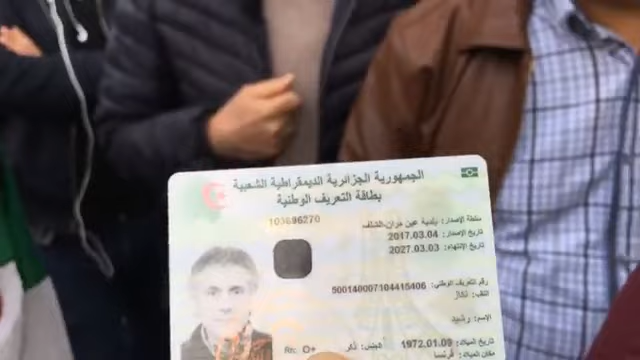 الجمهورية الجزائرية الديمقراطية الشعبية
بطاقة التعريف الوطنية
103696270
سلطة الإصدار: بلدية عين مران-الشلف
تاريخ الإصدار: 2017.03.04
تاريخ الإنتهاء: 2027.03.03
رقم التعريف الوطني: 500140007104415406
اللقب: نكاز
الإسم: رشيد
الجنس: ذكر Rh: O+
تاريخ الميلاد: 1972.01.09
مكان الميلاد: فرنسا